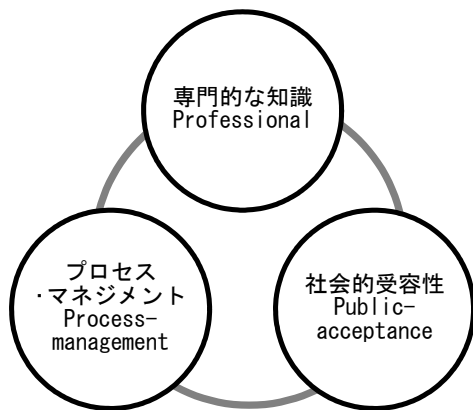 専門的な知識
Professional
プロセス
・マネジメント
Process-
management
社会的受容性
Public-
acceptance